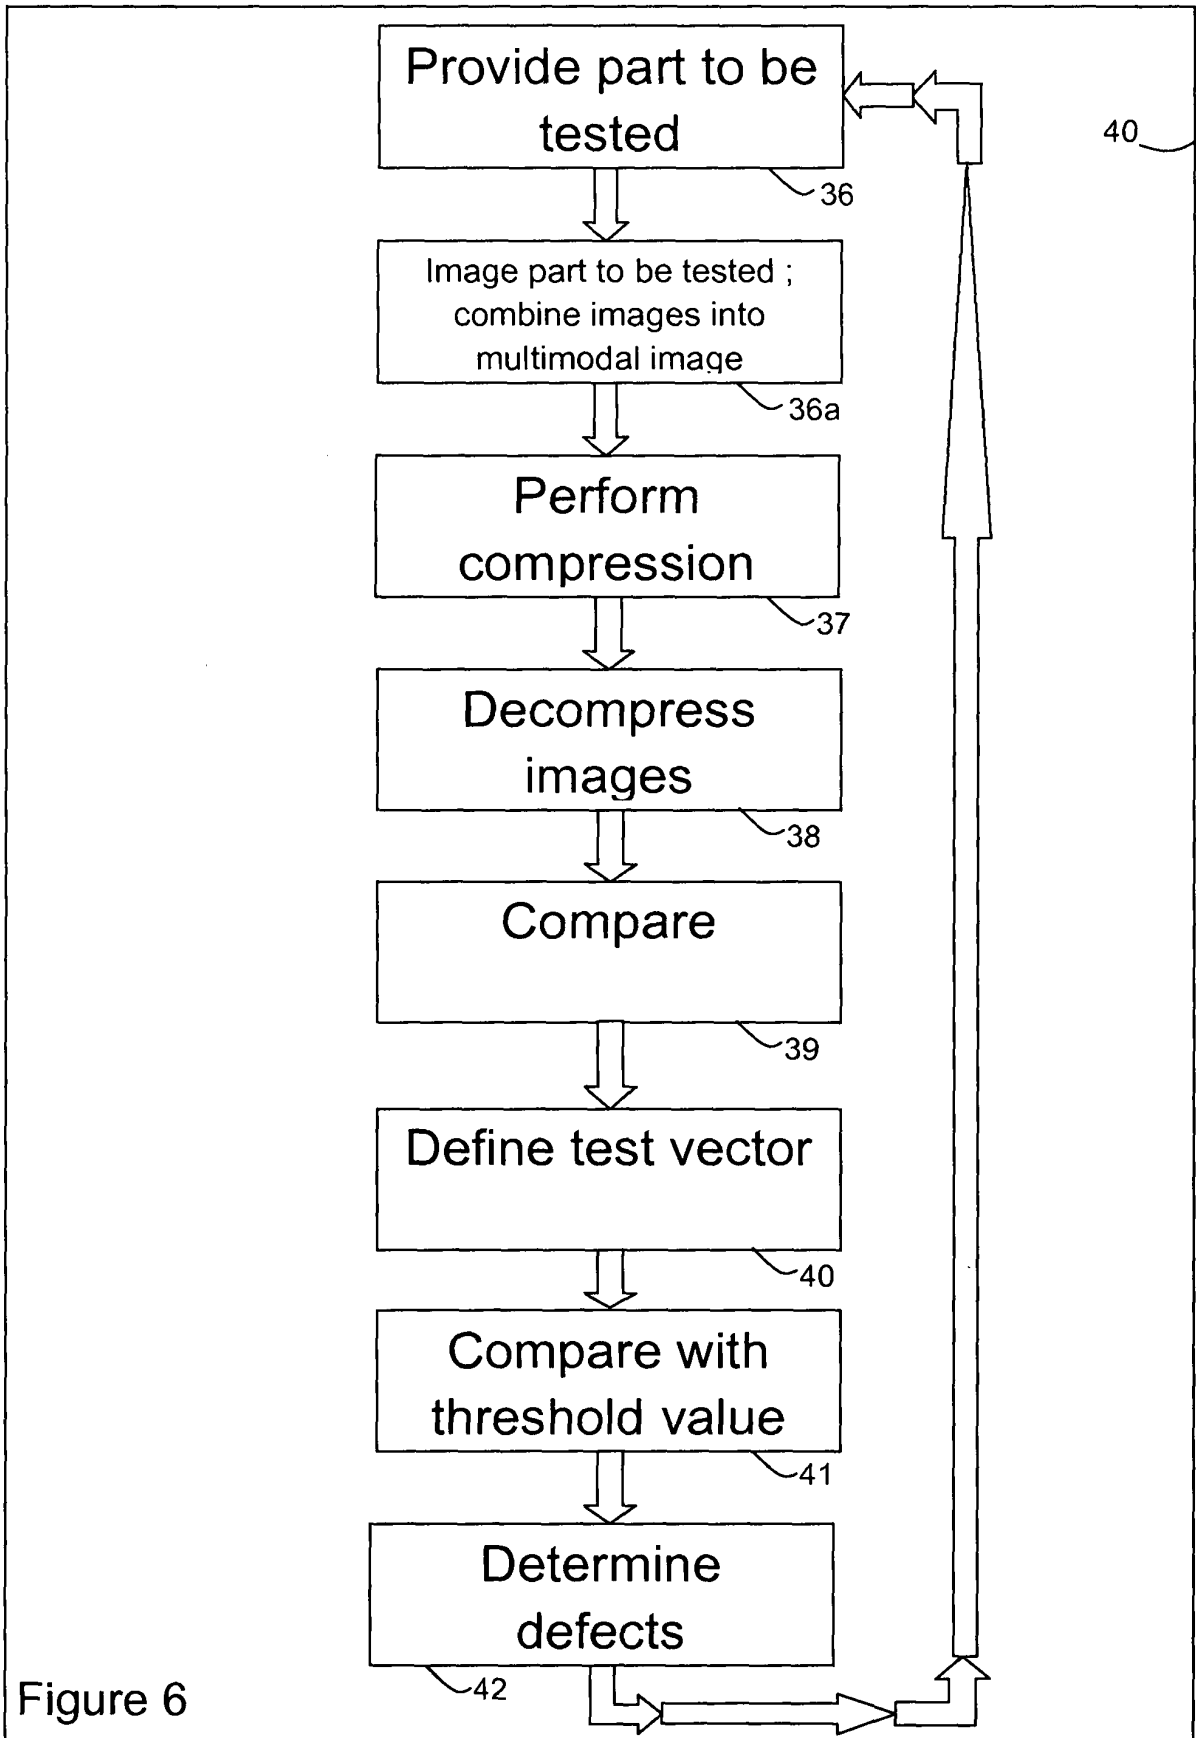 Provide part to be
tested
40
36
Image part to be tested ;
combine images into
multimodal image
36a
Perform
compression
37
Decompress
images
38
Compare
39
Define test vector
40
Compare with
threshold value
41
Determine
defects
42
Figure 6